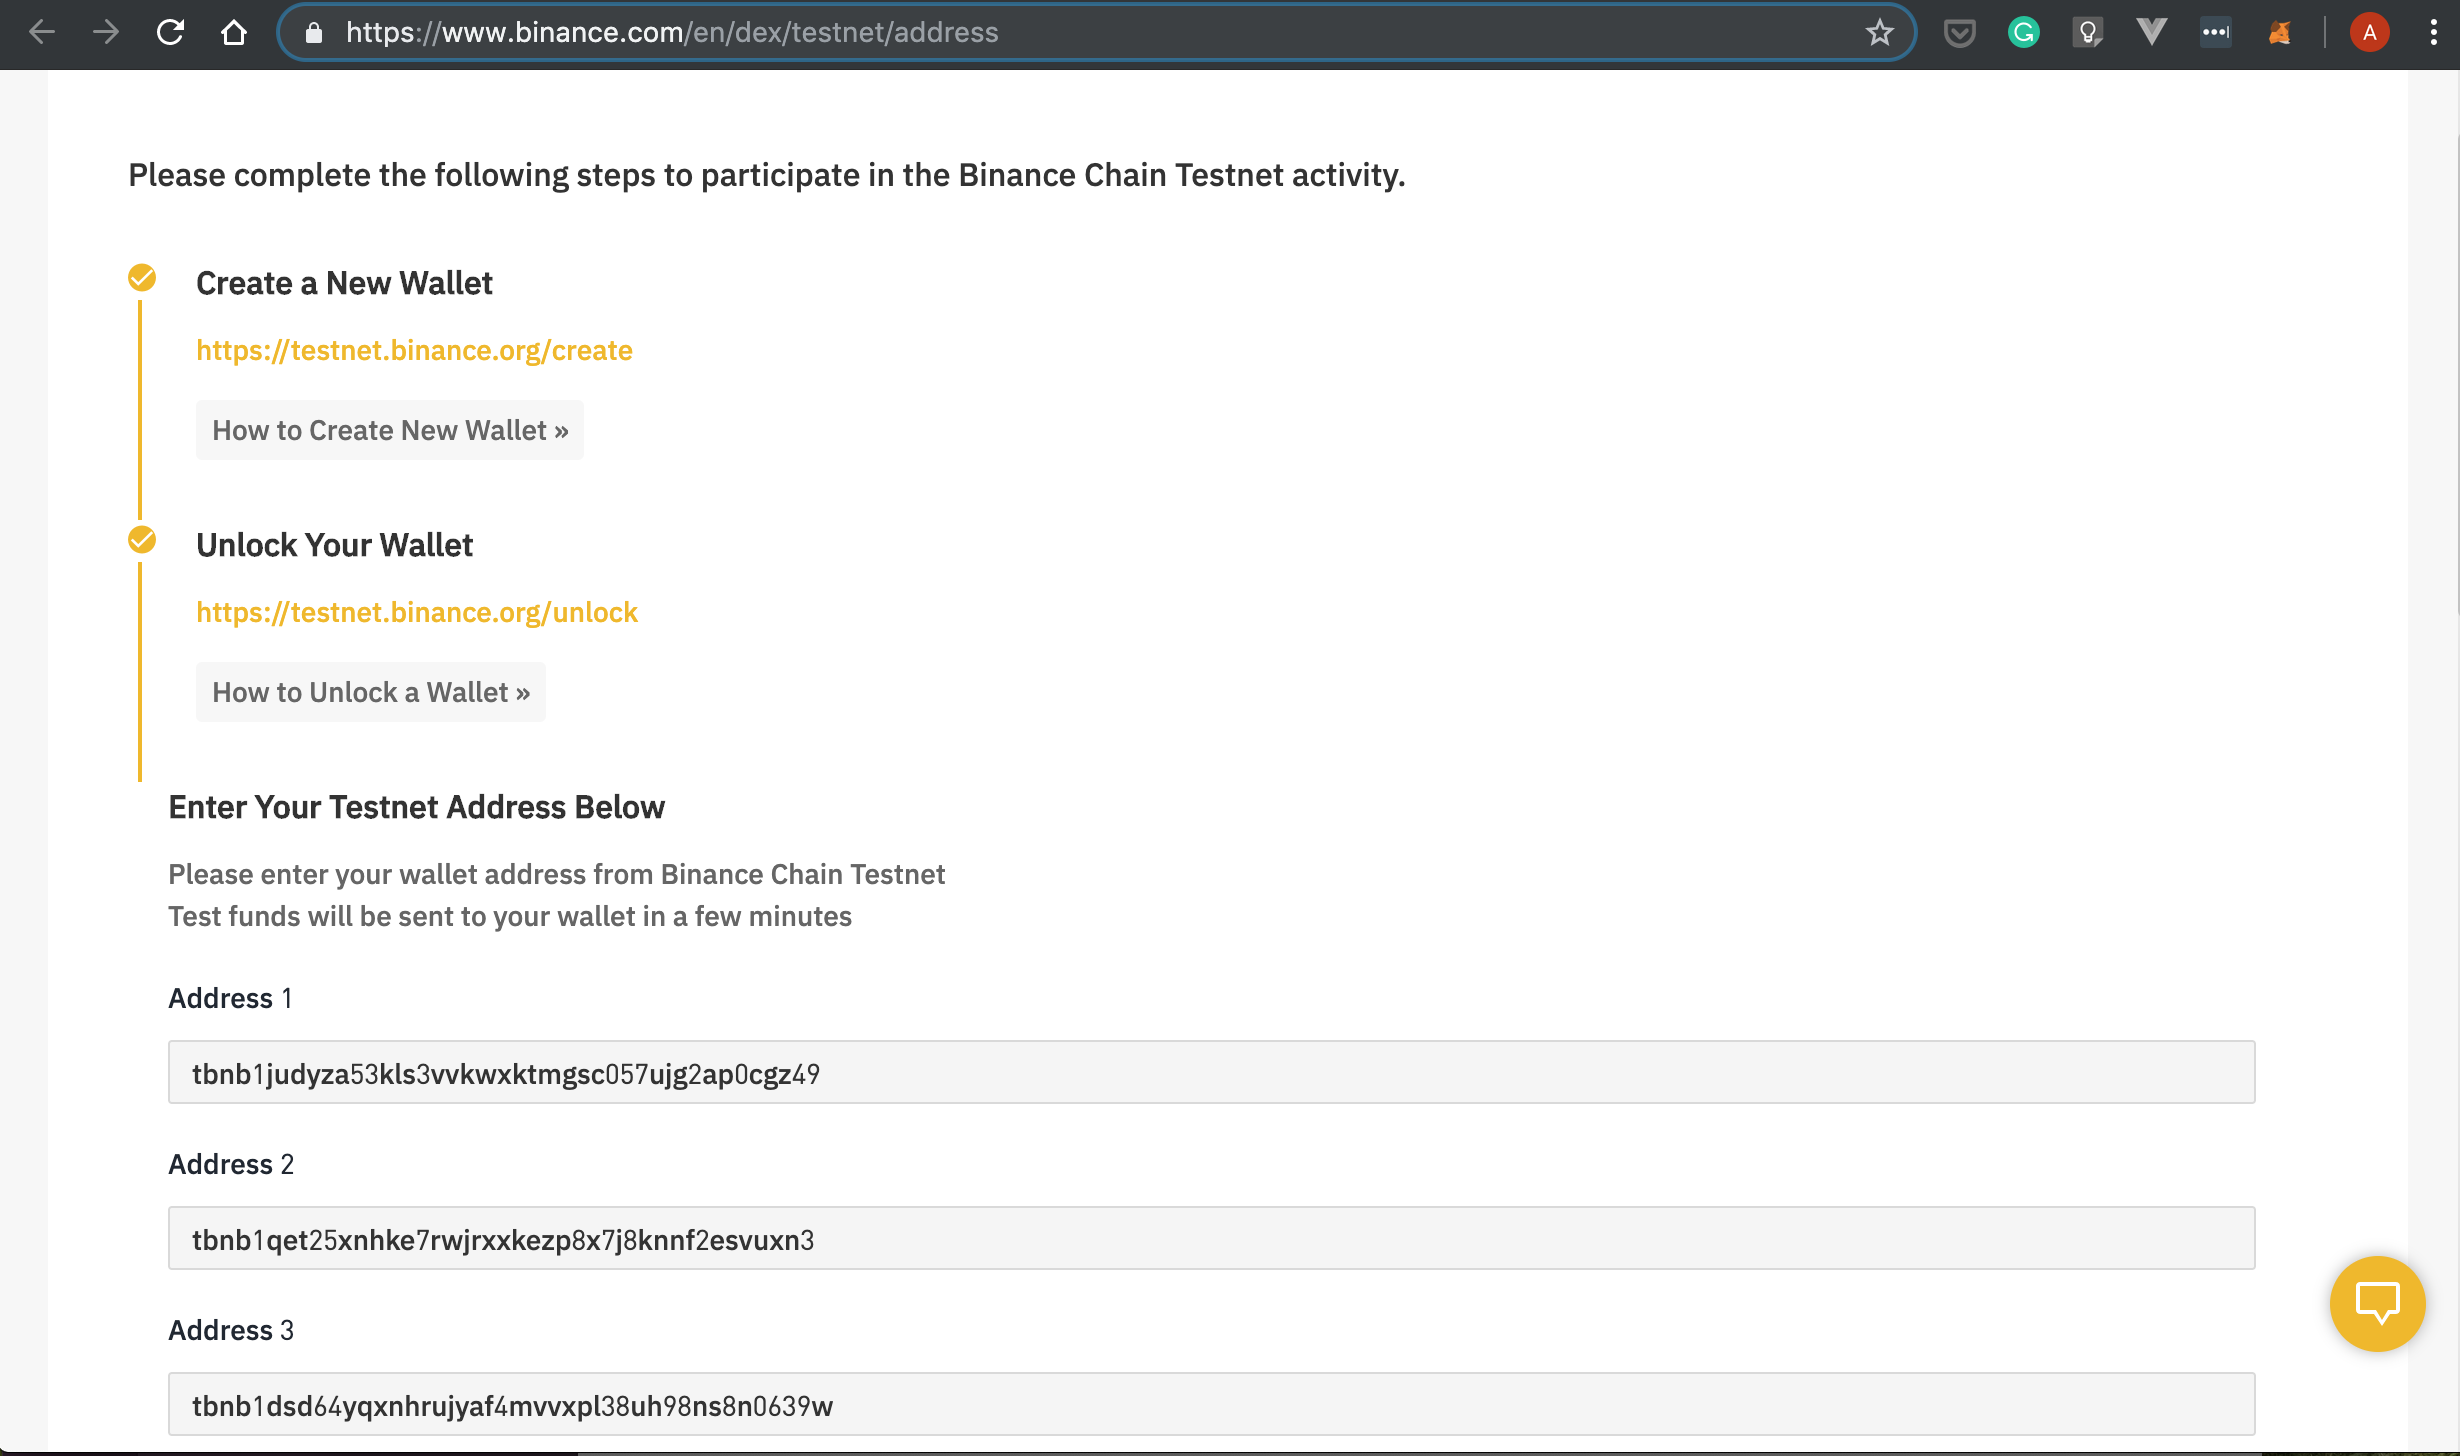 https://www.binance.com/en/dex/testnet/address
A
Please complete the following steps to participate in the Binance Chain Testnet activity.
Create a New Wallet
https://testnet.binance.org/create
How to Create New Wallet »
Unlock Your Wallet
https://testnet.binance.org/unlock
How to Unlock a Wallet »
Enter Your Testnet Address Below
Please enter your wallet address from Binance Chain Testnet
Test funds will be sent to your wallet in a few minutes
Address 1
tbnb1judyza53kls3vvkwxktmgsc057ujg2ap0cgz49
Address 2
tbnb1qet25xnhke7rwjrxxkezp8x7j8knnf2esvuxn3
Address 3
tbnb1dsd64yqxnhrujyaf4mvvxpl38uh98ns8n0639w